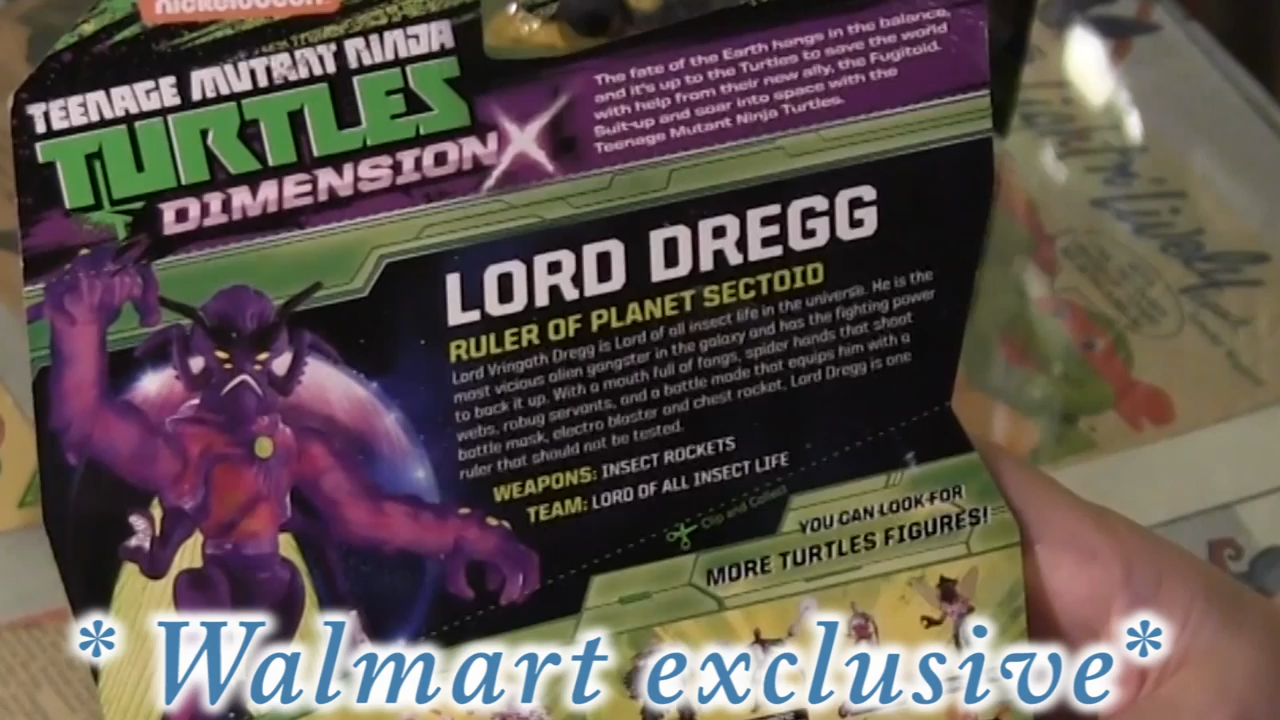 nickelodeon
TEENAGE MUTANT NINJA
TURTLES
DIMENSION X
The fate of the Earth hangs in the balance,
and it's up to the Turtles to save the world
with help from their new ally, the Fugitoid.
Suit-up and soar into space with the
Teenage Mutant Ninja Turtles.
LORD DREGG
RULER OF PLANET SECTOID
Lord Vringath Dregg is Lord of all insect life in the universe. He is the
most vicious alien gangster in the galaxy and has the fighting power
to back it up. With a mouth full of fangs, spider hands that shoot
webs, robug servants, and a battle mode that equips him with a
battle mask, electro blaster and chest rocket, Lord Dregg is one
ruler that should not be tested.
WEAPONS: INSECT ROCKETS
TEAM: LORD OF ALL INSECT LIFE
Clip and Collect
YOU CAN LOOK FOR
MORE TURTLES FIGURES!
* Walmart exclusive*